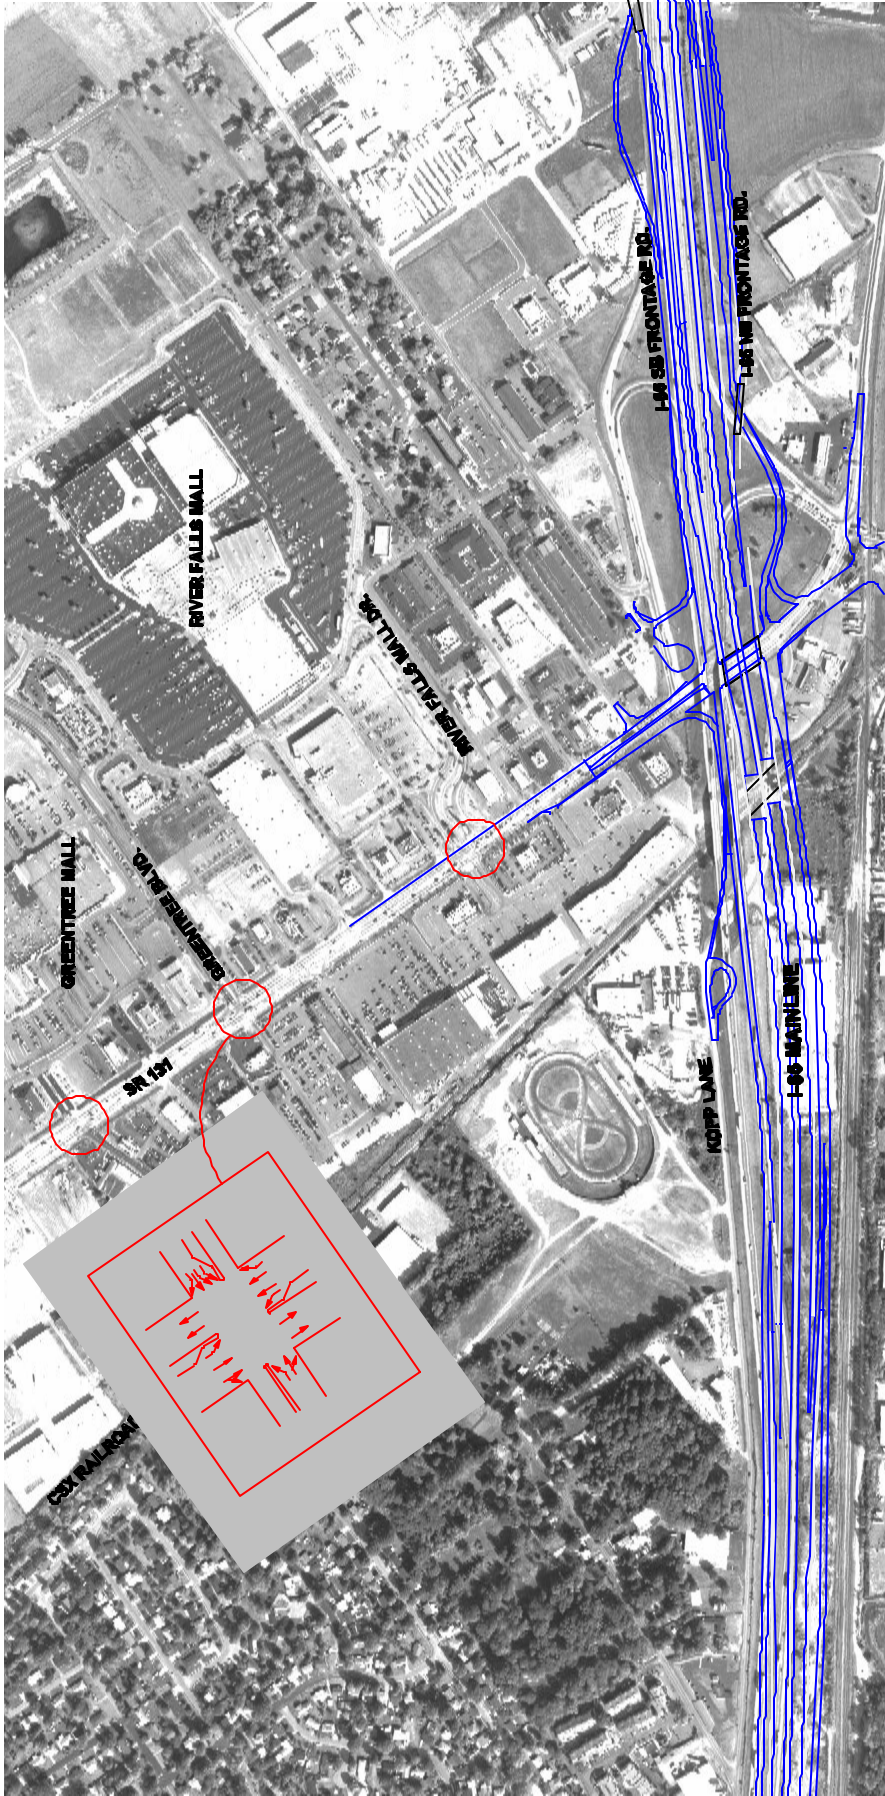 I-65 SB FRONTAGE RD.
I-65 NB FRONTAGE RD.
RIVER FALLS MALL
RIVER FALLS MALL DR.
GREENTREE MALL
GREENTREE BLVD.
SR 131
I-65 MAINLINE
KOPP LANE
CSX RAILROAD